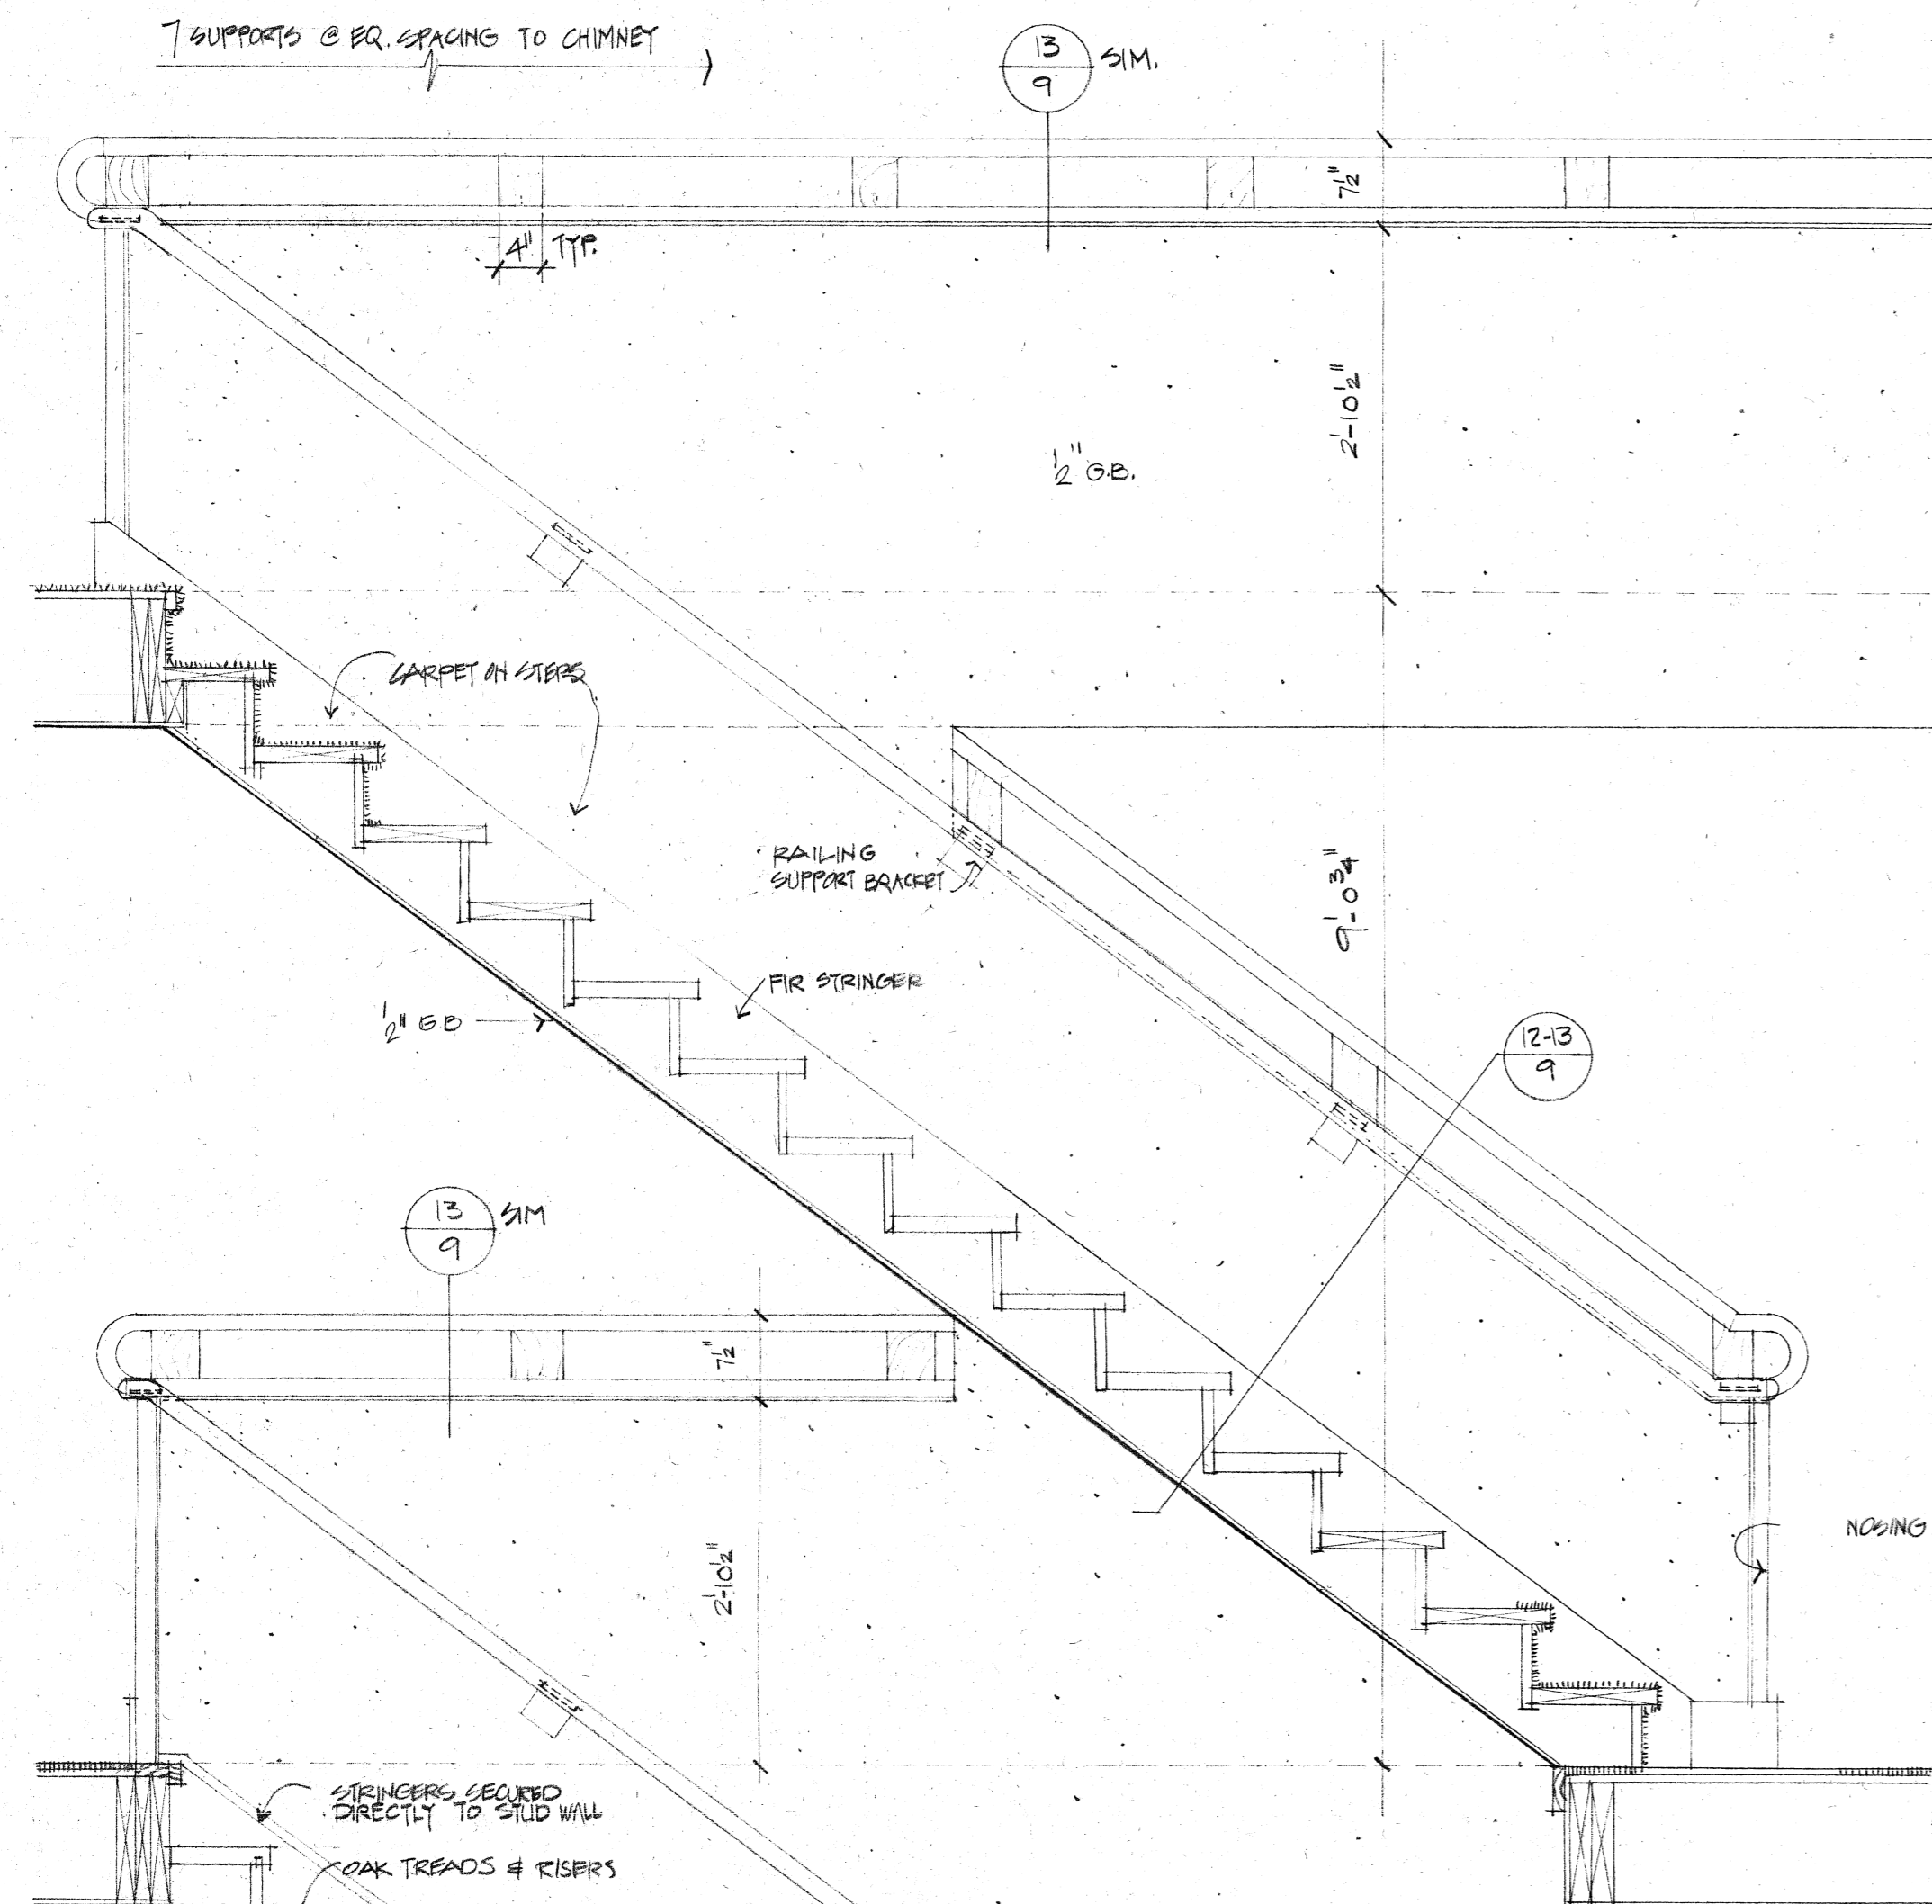 7 SUPPORTS @ EQ. SPACING TO CHIMNEY
13
9
SIM.
7½"
4" TYP.
2'-10½"
½" G.B.
CARPET ON STEPS
RAILING
SUPPORT BRACKET
9'-0¾"
FIR STRINGER
½" GB
12-13
9
13
9
SIM
7½"
NOSING
2'-10½"
STRINGERS SECURED
DIRECTLY TO STUD WALL
OAK TREADS & RISERS